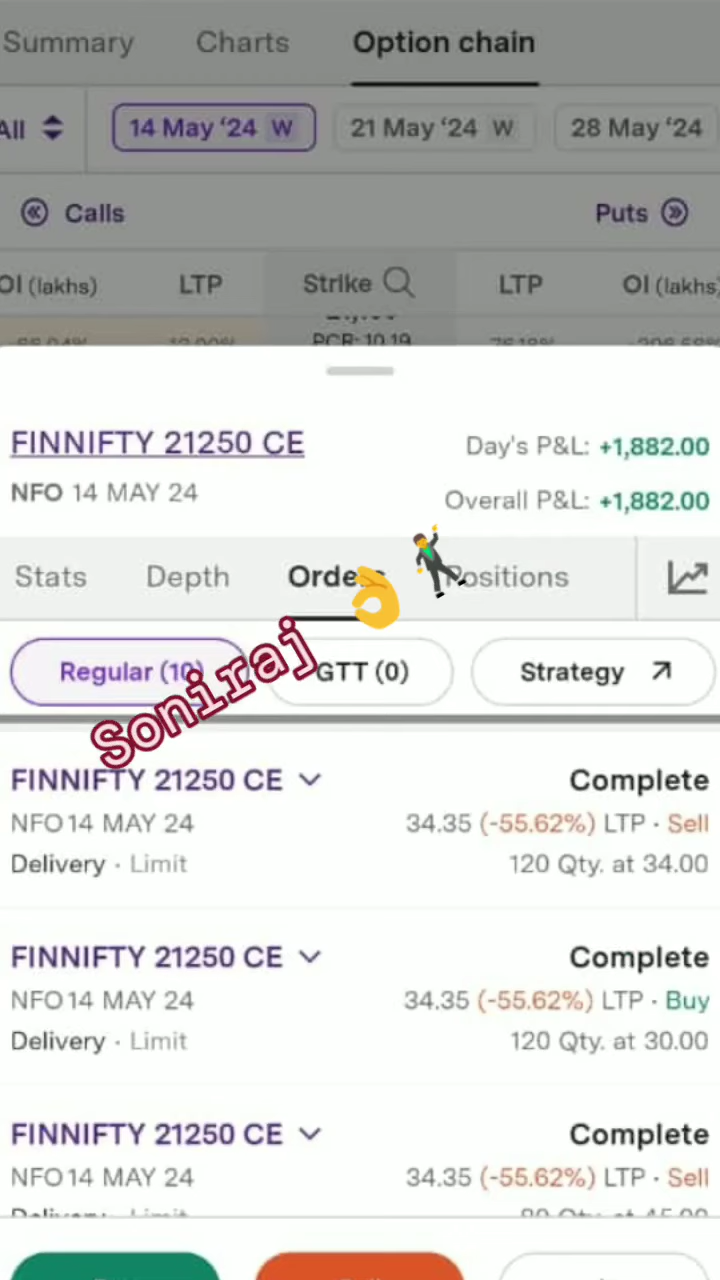 Summary Charts Option chain
All 14 May ‘24 W 21 May ‘24 W 28 May ‘24
Calls Puts
OI (lakhs) LTP Strike LTP OI (lakhs)
PCR: 10.19
FINNIFTY 21250 CE Day's P&L: +1,882.00
NFO 14 MAY 24 Overall P&L: +1,882.00
Stats Depth Orders Positions
Regular (10) GTT (0) Strategy
Soniraj
FINNIFTY 21250 CE Complete
NFO 14 MAY 24 34.35 (-55.62%) LTP · Sell
Delivery · Limit 120 Qty. at 34.00
FINNIFTY 21250 CE Complete
NFO 14 MAY 24 34.35 (-55.62%) LTP · Buy
Delivery · Limit 120 Qty. at 30.00
FINNIFTY 21250 CE Complete
NFO 14 MAY 24 34.35 (-55.62%) LTP · Sell
Delivery · Limit